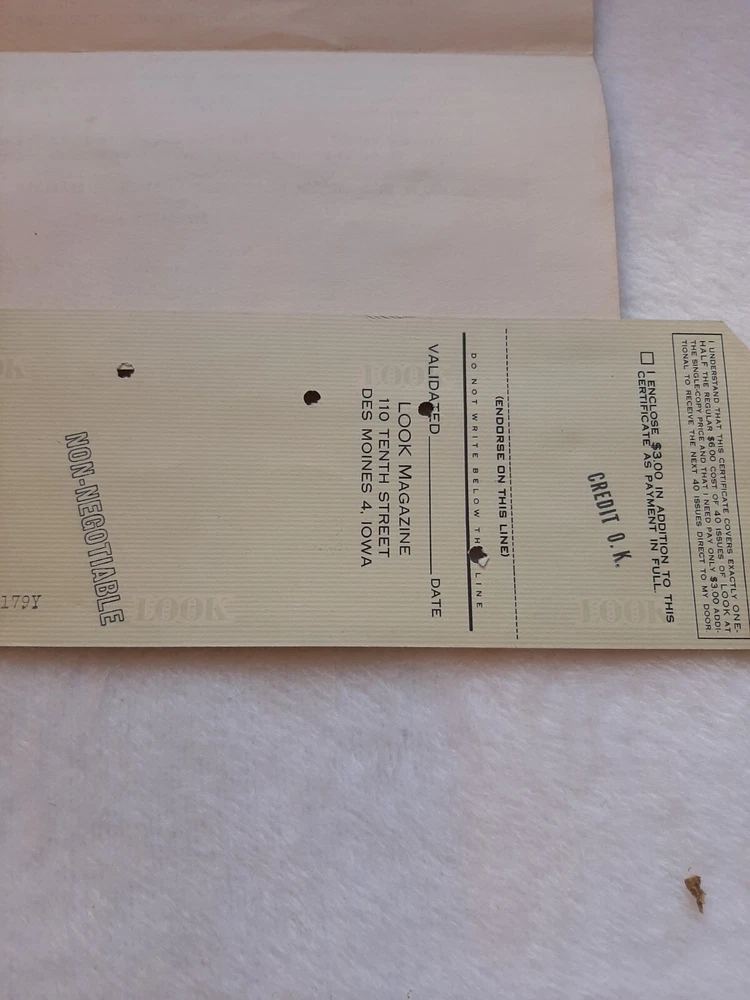 I UNDERSTAND THAT THIS CERTIFICATE COVERS EXACTLY ONE-
HALF THE REGULAR $6.00 COST OF 40 ISSUES OF LOOK AT
THE SINGLE-COPY PRICE AND THAT I NEED PAY ONLY $3.00 ADDI-
TIONAL TO RECEIVE THE NEXT 40 ISSUES DIRECT TO MY DOOR.
I ENCLOSE $3.00 IN ADDITION TO THIS
CERTIFICATE AS PAYMENT IN FULL.
CREDIT O.K.
LOOK
(ENDORSE ON THIS LINE)
DO NOT WRITE BELOW THIS LINE
VALIDATED DATE
LOOK MAGAZINE
110 TENTH STREET
DES MOINES 4, IOWA
LOOK
LOOK
NON-NEGOTIABLE
179Y